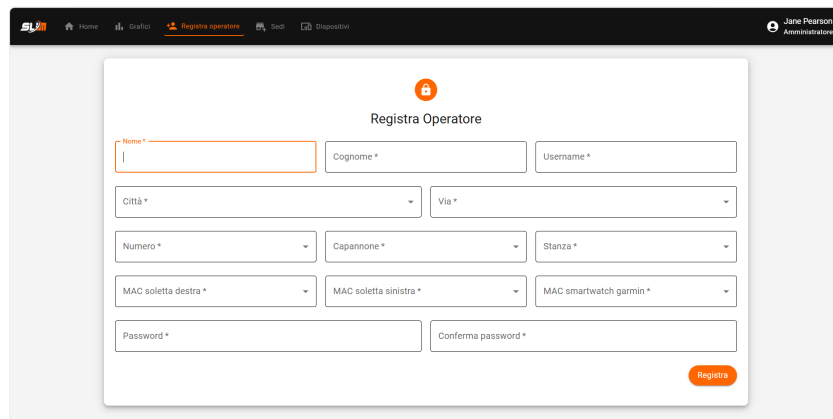 SLIM Home Grafici Registra operatore Sedi Dispositivi Jane Pearson
Amministratore
Registra Operatore
Nome *
Cognome *
Username *
Città *
Via *
Numero *
Capannone *
Stanza *
MAC soletta destra *
MAC soletta sinistra *
MAC smartwatch garmin *
Password *
Conferma password *
Registra